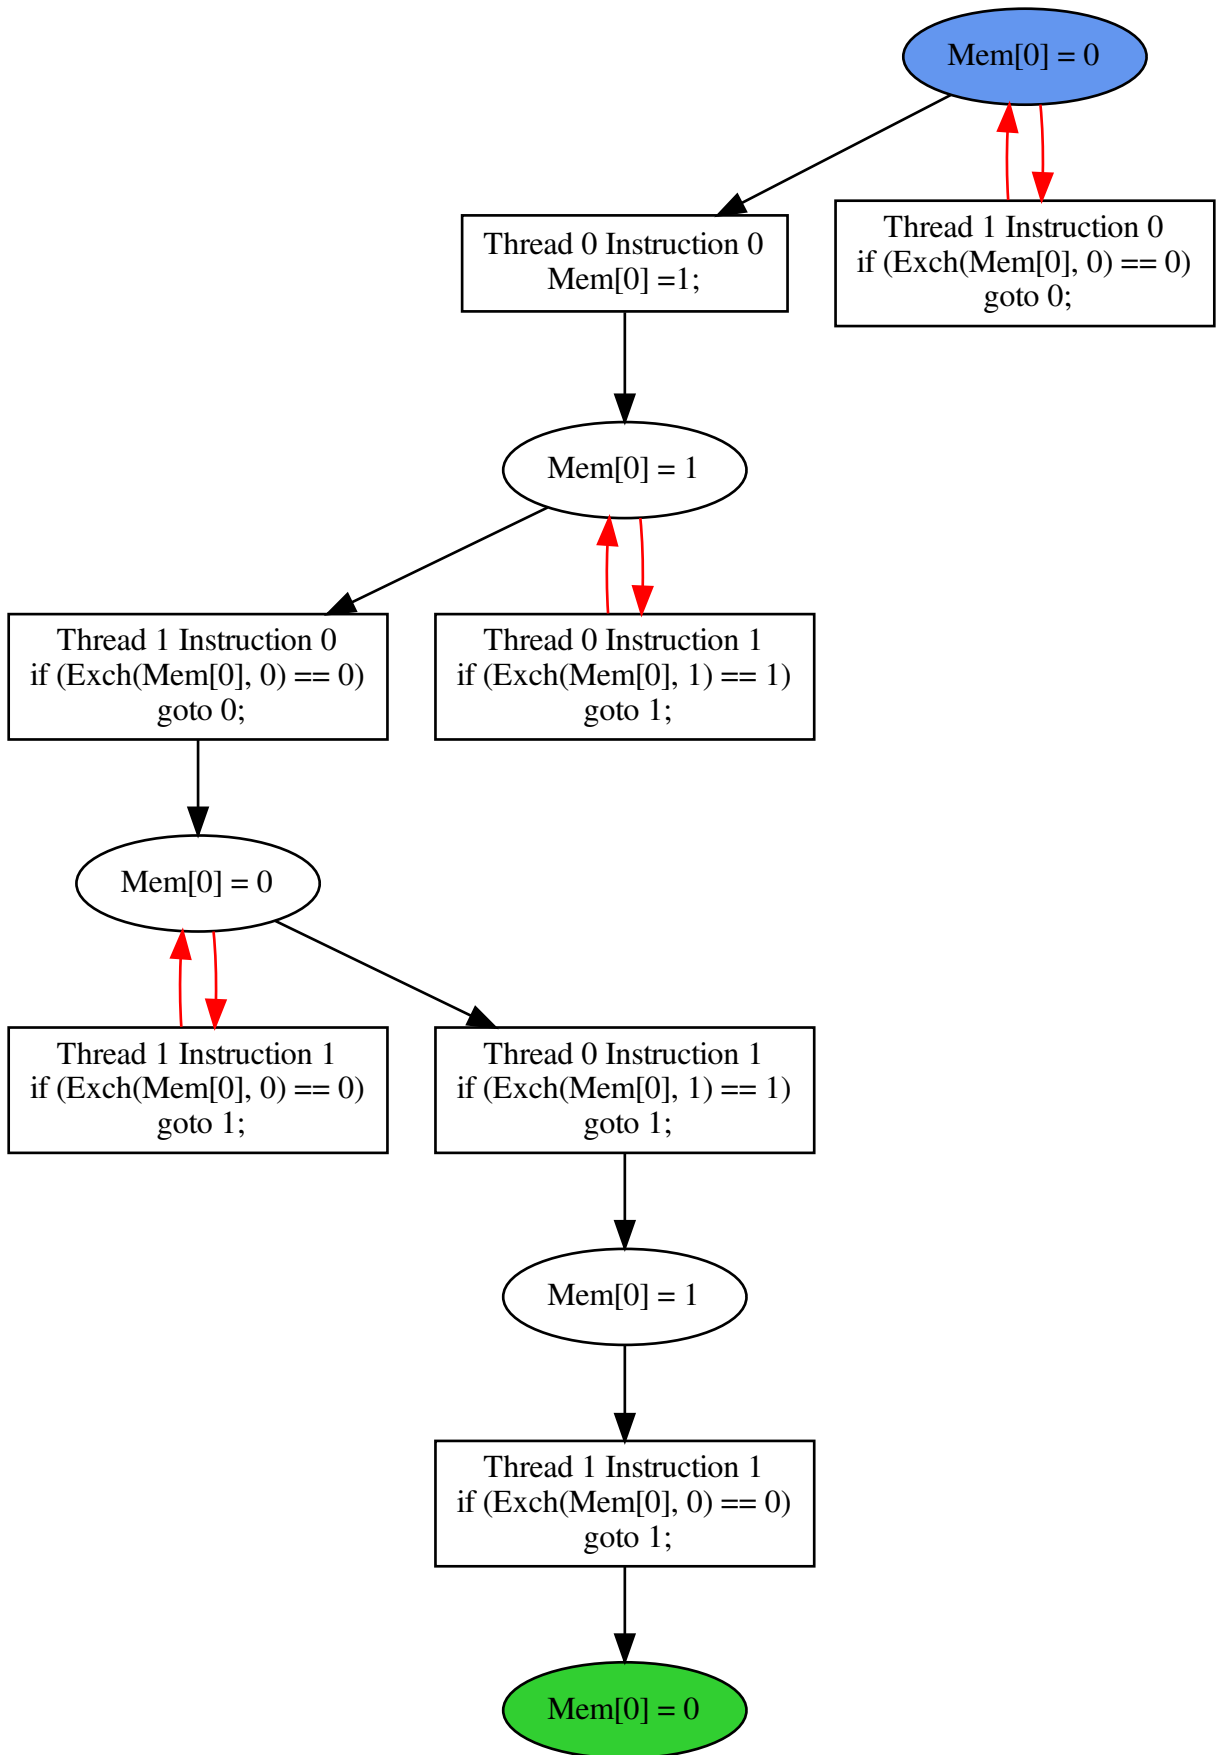 Mem[0] = 0
Thread 0 Instruction 0
Mem[0] =1;
Thread 1 Instruction 0
if (Exch(Mem[0], 0) == 0)
goto 0;
Mem[0] = 1
Thread 1 Instruction 0
if (Exch(Mem[0], 0) == 0)
goto 0;
Thread 0 Instruction 1
if (Exch(Mem[0], 1) == 1)
goto 1;
Mem[0] = 0
Thread 1 Instruction 1
if (Exch(Mem[0], 0) == 0)
goto 1;
Thread 0 Instruction 1
if (Exch(Mem[0], 1) == 1)
goto 1;
Mem[0] = 1
Thread 1 Instruction 1
if (Exch(Mem[0], 0) == 0)
goto 1;
Mem[0] = 0